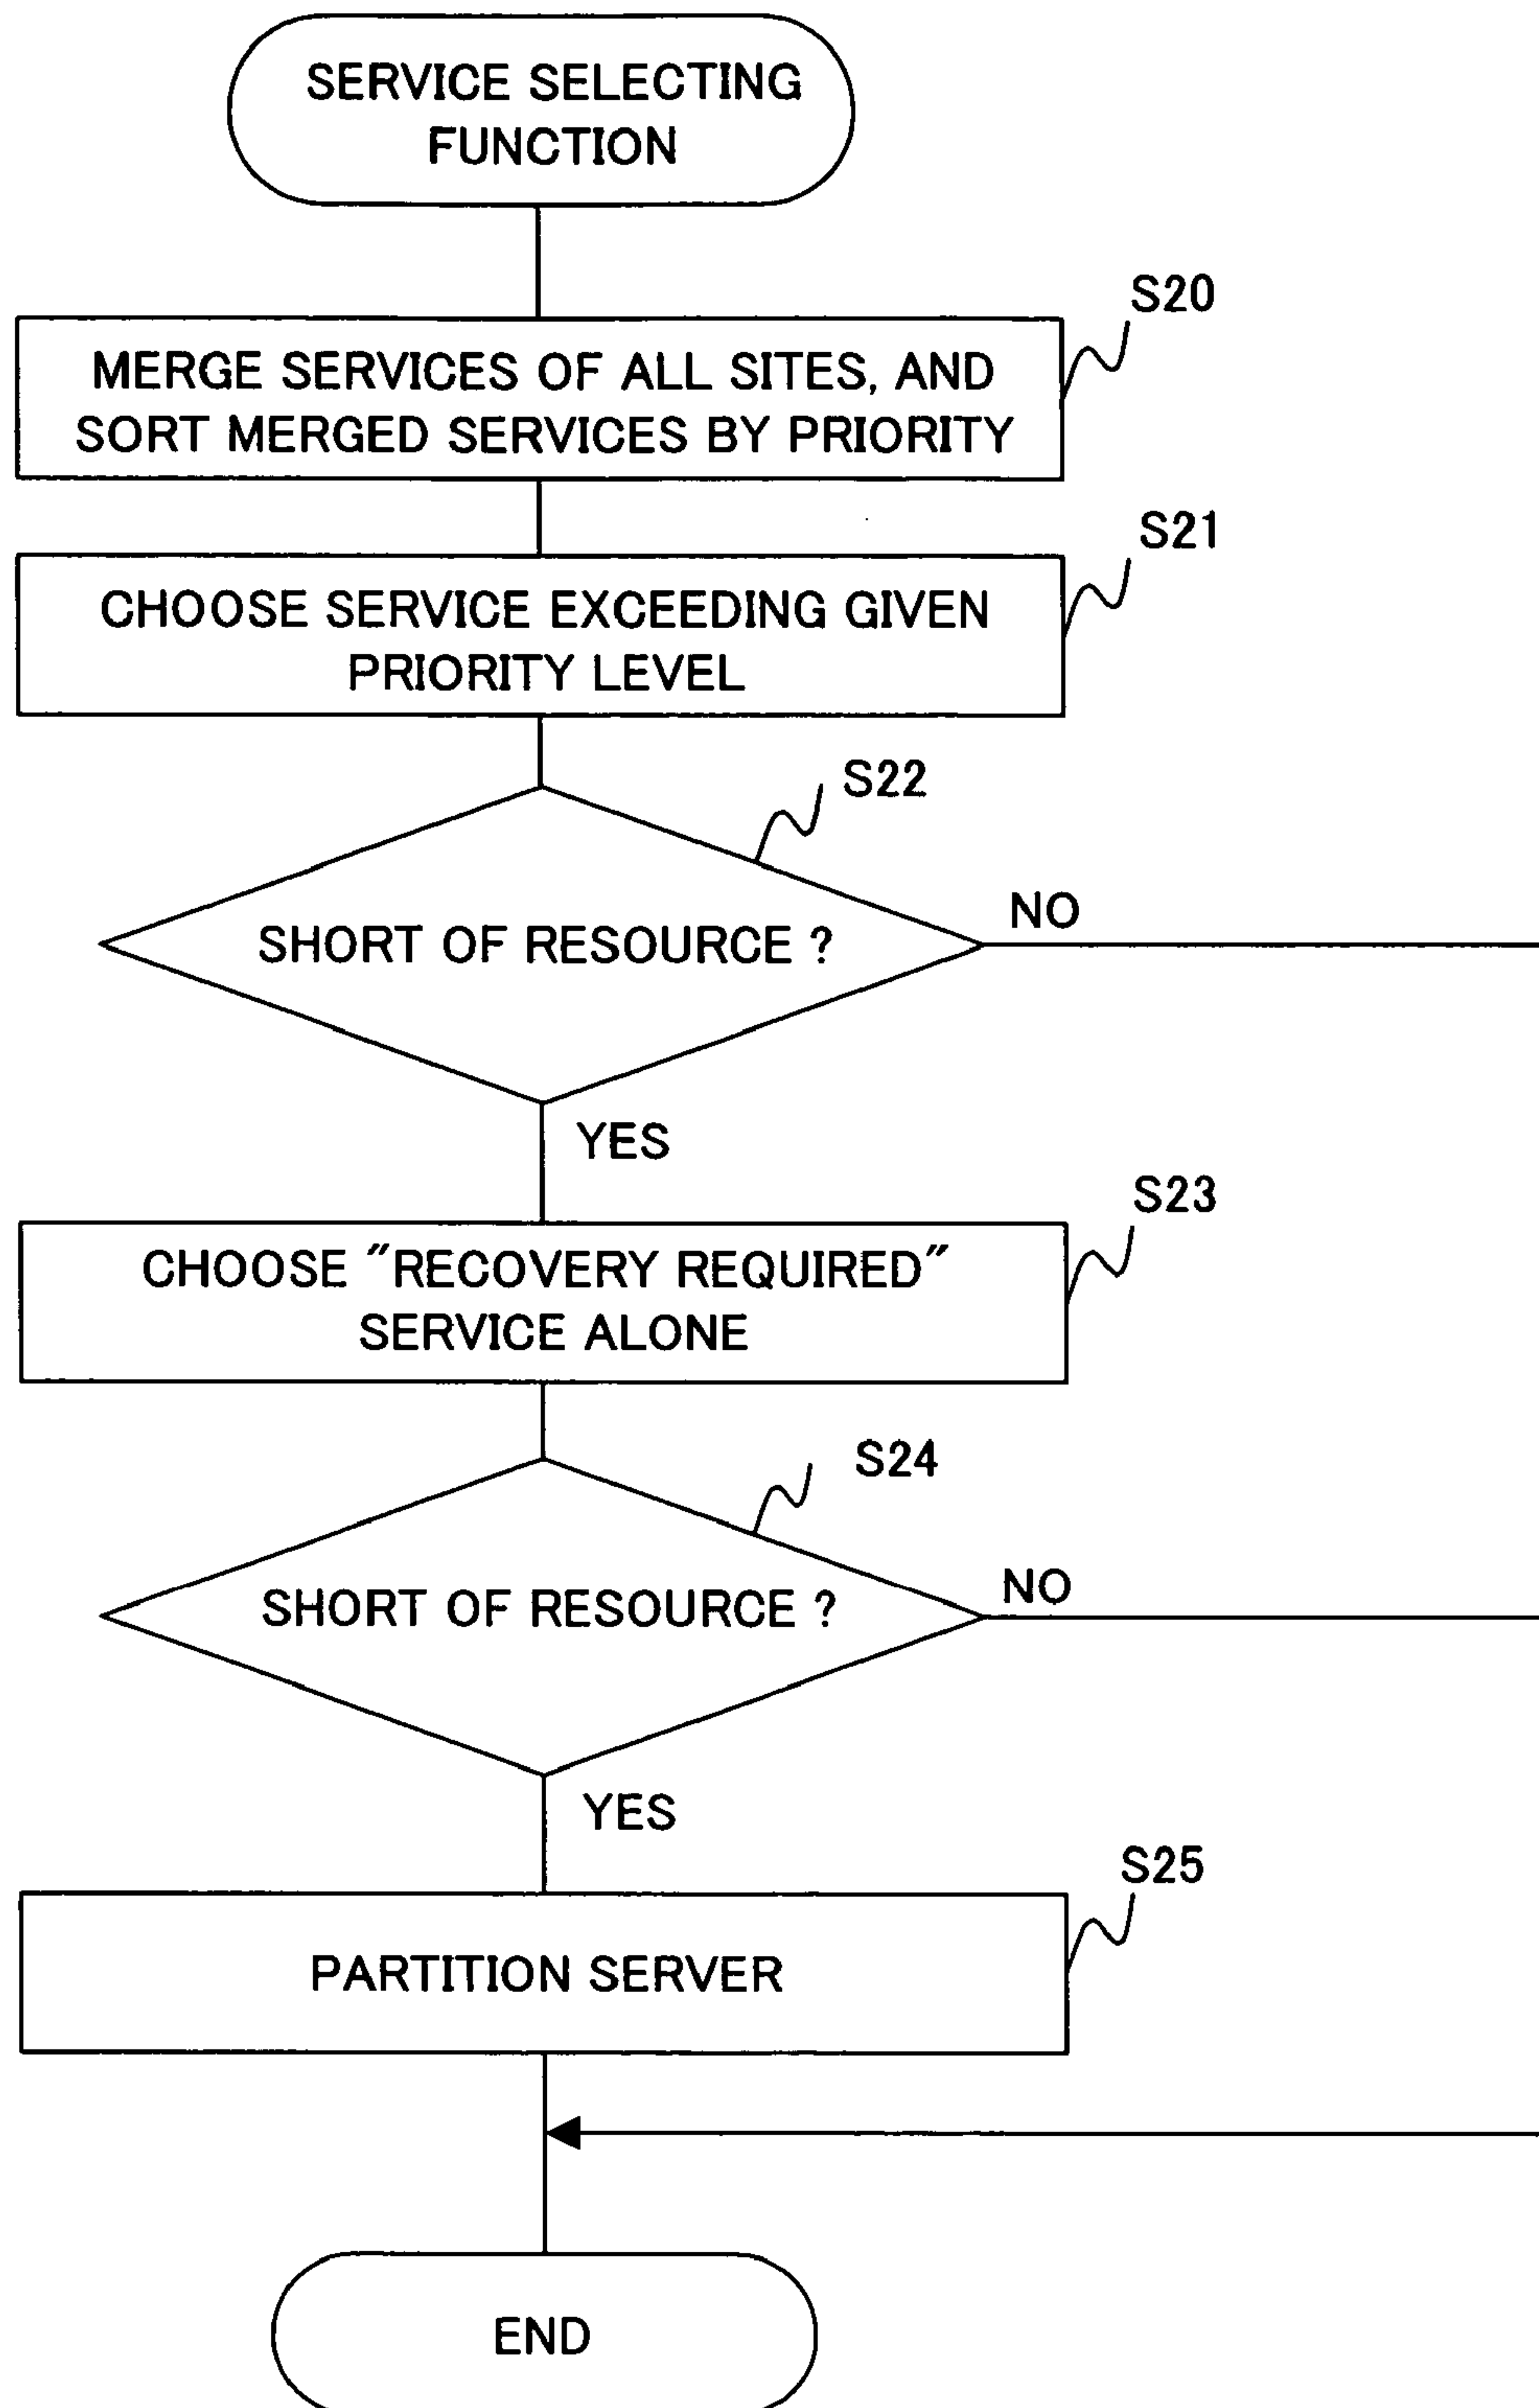 SERVICE SELECTING
FUNCTION
S20
MERGE SERVICES OF ALL SITES, AND
SORT MERGED SERVICES BY PRIORITY
S21
CHOOSE SERVICE EXCEEDING GIVEN
PRIORITY LEVEL
S22
SHORT OF RESOURCE ?
NO
YES
S23
CHOOSE "RECOVERY REQUIRED"
SERVICE ALONE
S24
SHORT OF RESOURCE ?
NO
YES
S25
PARTITION SERVER
END